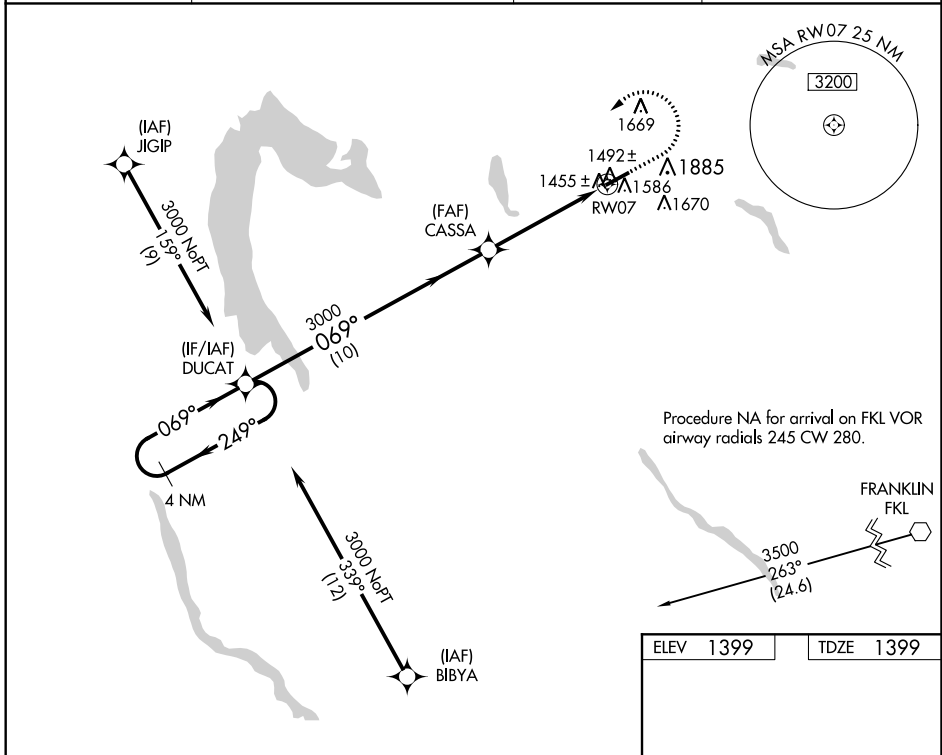 MSA RW07 25 NM
3200
(IAF)
JIGIP
3000 NoPT
159°
(9)
1669
1492 ±
1455 ±
1586
1885
1670
RW07
(FAF)
CASSA
3000
069°
(10)
(IF/IAF)
DUCAT
069°
249°
4 NM
Procedure NA for arrival on FKL VOR
airway radials 245 CW 280.
FRANKLIN
FKL
3500
263°
(24.6)
3000 NoPT
339°
(12)
(IAF)
BIBYA
ELEV 1399
TDZE 1399